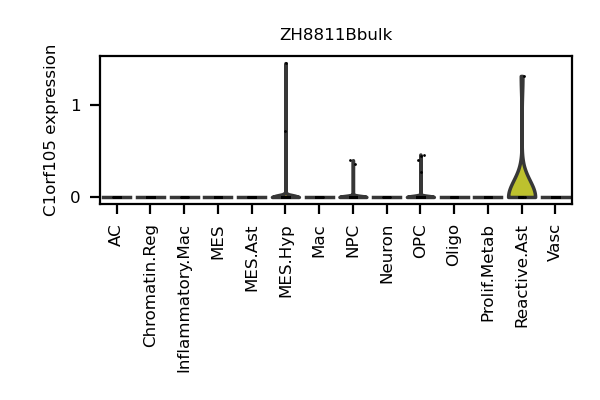 ZH8811Bbulk
C1orf105 expression
1
0
AC
Chromatin.Reg
Inflammatory.Mac
MES
MES.Ast
MES.Hyp
Mac
NPC
Neuron
OPC
Oligo
Prolif.Metab
Reactive.Ast
Vasc